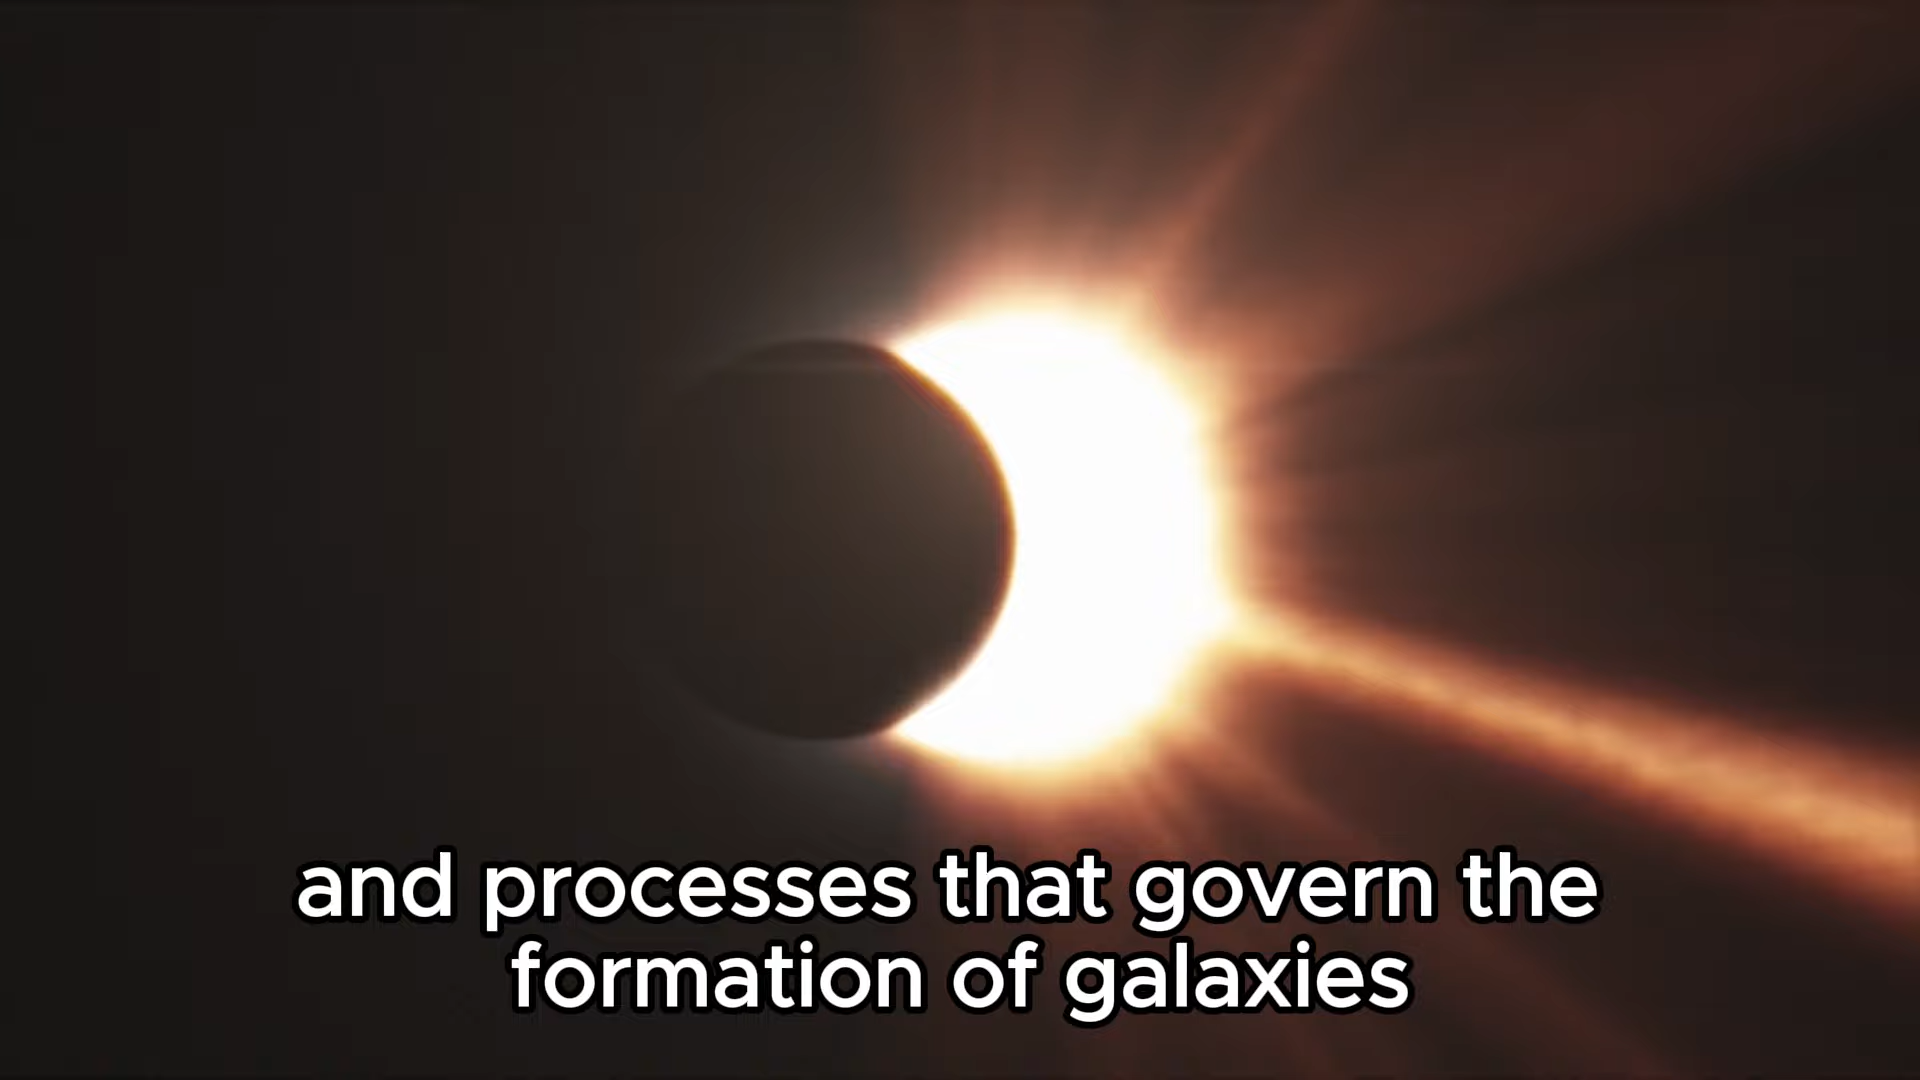 and processes that govern the
formation of galaxies